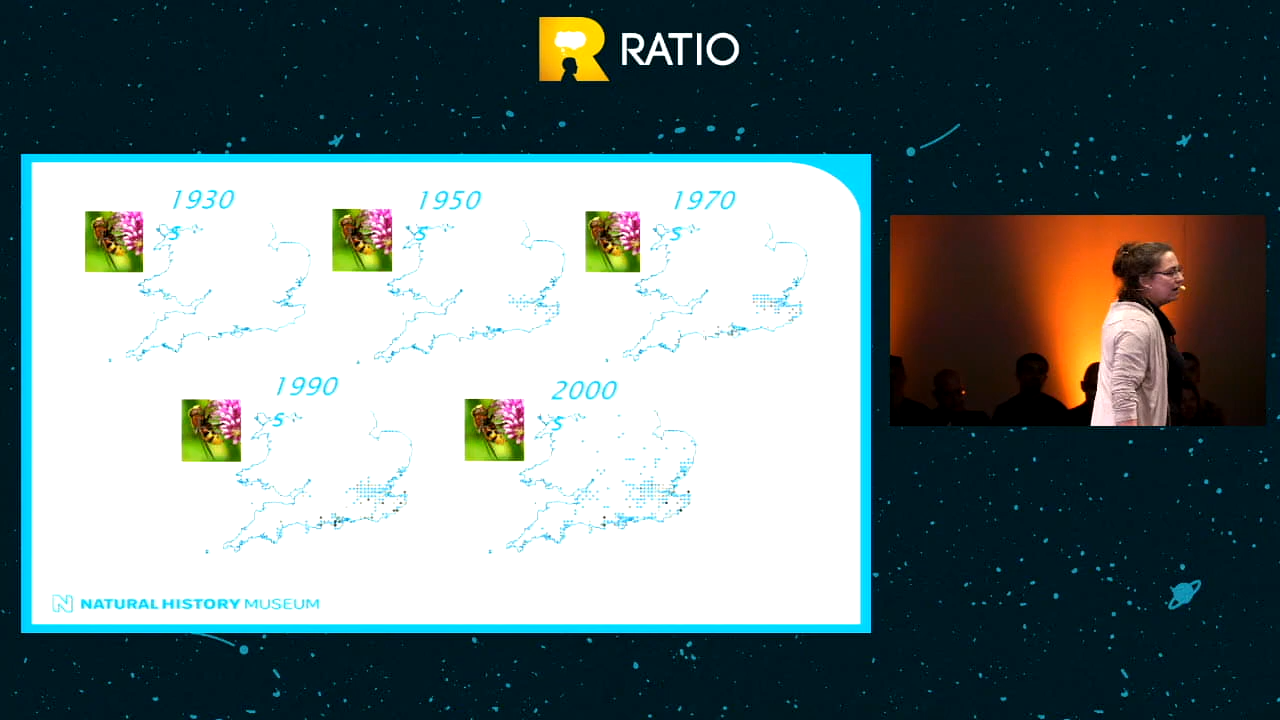 RATIO
1930
s
1950
s
1970
s
1990
s
2000
s
NATURAL HISTORY MUSEUM